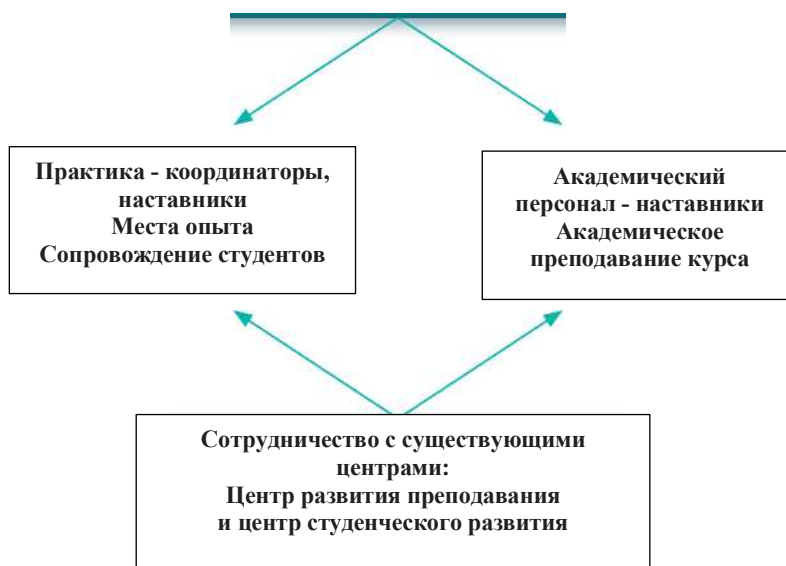 Практика - координаторы,
наставники
Места опыта
Сопровождение студентов
Академический
персонал - наставники
Академическое
преподавание курса
Сотрудничество с существующими
центрами:
Центр развития преподавания
и центр студенческого развития